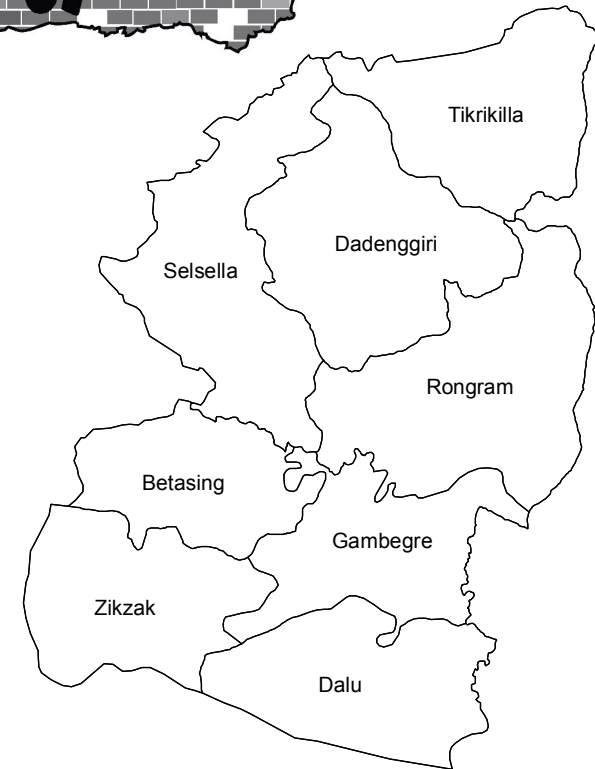 Tikrikilla
Dadenggiri
Selsella
Rongram
Betasing
Gambegre
Zikzak
Dalu